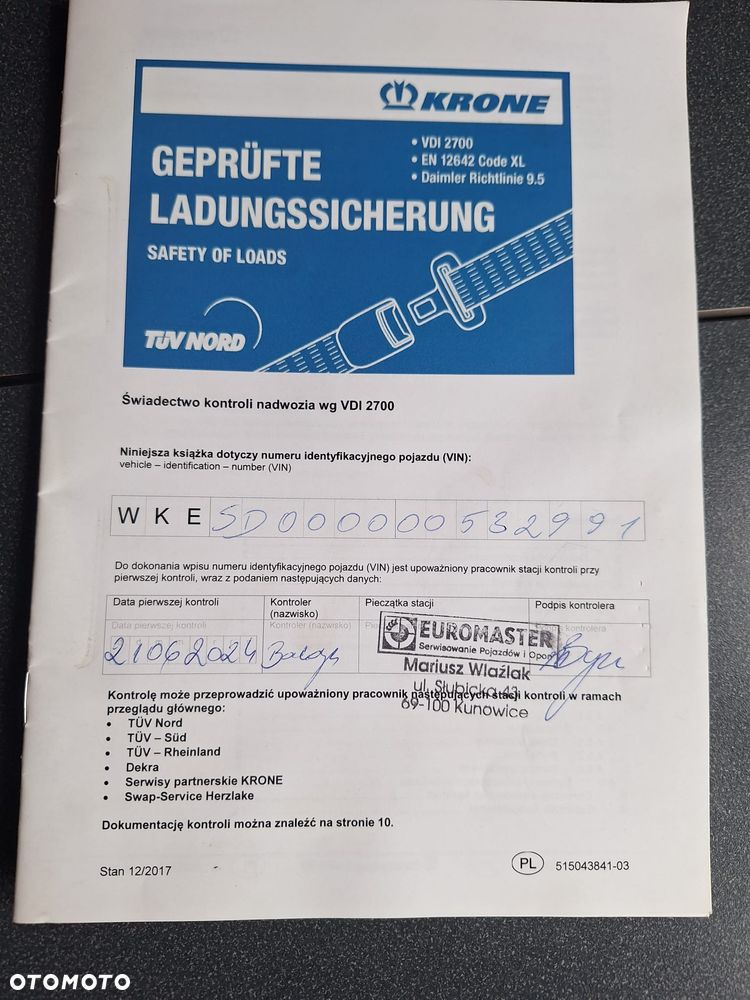 KRONE
• VDI 2700
• EN 12642 Code XL
• Daimler Richtlinie 9.5
GEPRÜFTE
LADUNGSSICHERUNG
SAFETY OF LOADS
TÜV NORD
Świadectwo kontroli nadwozia wg VDI 2700
Niniejsza książka dotyczy numeru identyfikacyjnego pojazdu (VIN):
vehicle – identification – number (VIN)
WKESD000000532991
Do dokonania wpisu numeru identyfikacyjnego pojazdu (VIN) jest upoważniony pracownik stacji kontroli przy
pierwszej kontroli, wraz z podaniem następujących danych:
Data pierwszej kontroli Kontroler (nazwisko) Pieczątka stacji Podpis kontrolera
Data pierwszej kontroli Kontroler (nazwisko)
21062024
EUROMASTER
Serwisowanie Pojazdów i Opon
Mariusz Wlaźlak
ul. Słubicka 43
69-100 Kunowice
Kontrolę może przeprowadzić upoważniony pracownik następujących stacji kontroli w ramach
przeglądu głównego:
• TÜV Nord
• TÜV – Süd
• TÜV – Rheinland
• Dekra
• Serwisy partnerskie KRONE
• Swap-Service Herzlake
Dokumentację kontroli można znaleźć na stronie 10.
Stan 12/2017
PL 515043841-03
OTOMOTO